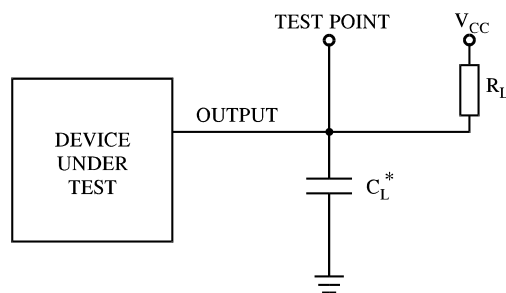 TEST POINT
VCC
RL
OUTPUT
DEVICE
UNDER
TEST
CL*